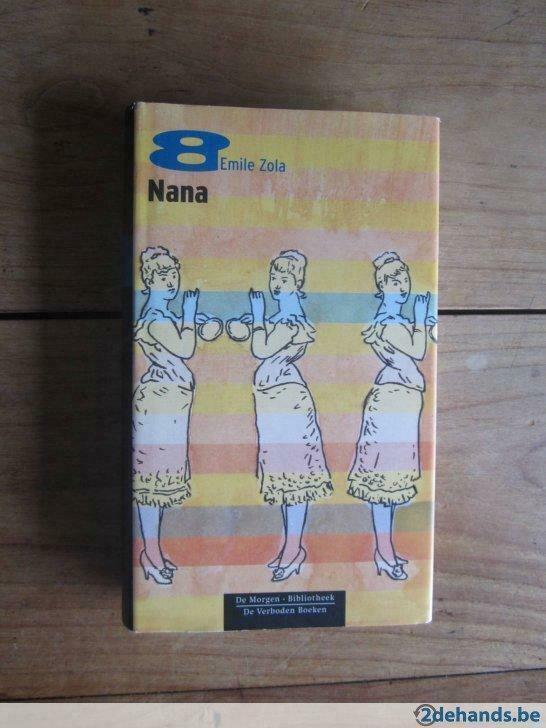 8 Emile Zola
Nana
De Morgen · Bibliotheek
De Verboden Boeken
2dehands.be